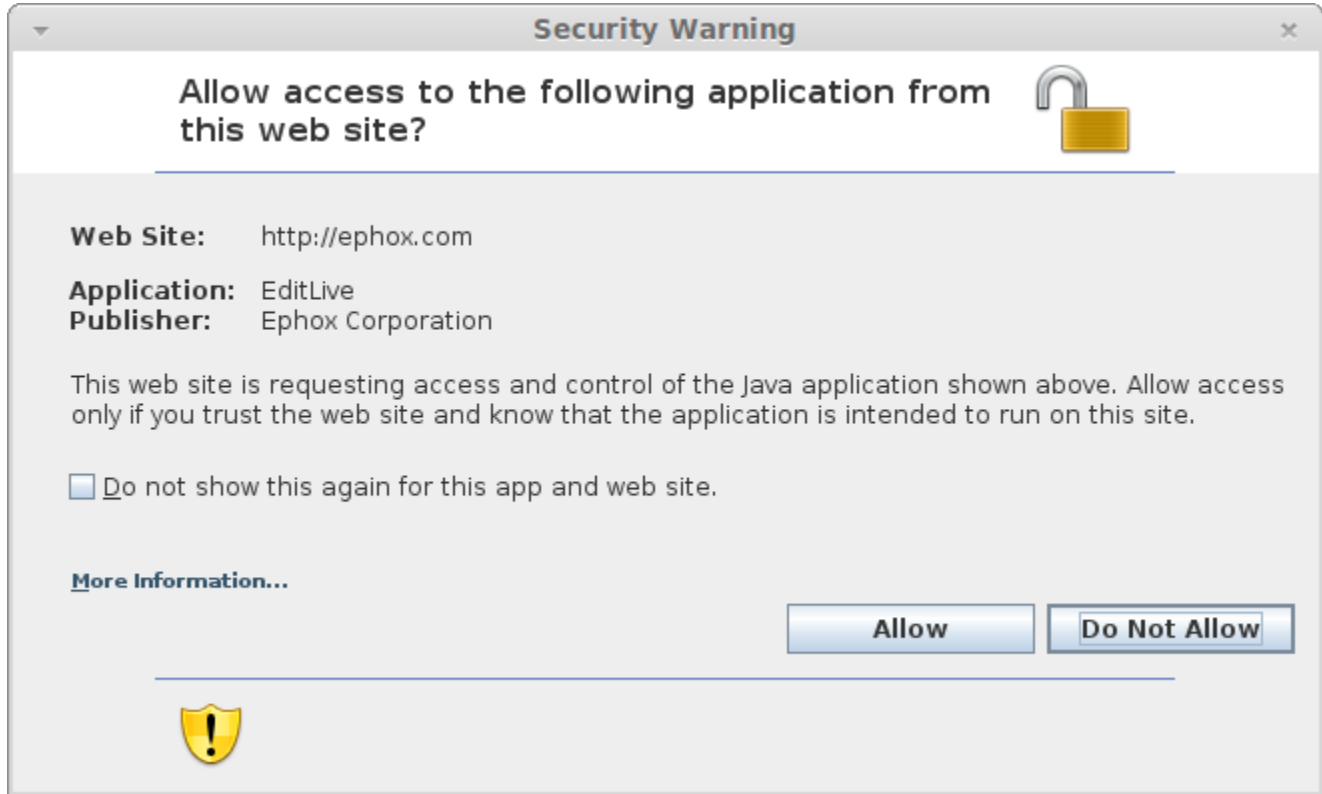 Security Warning
Allow access to the following application from
this web site?
Web Site: http://ephox.com
Application: EditLive
Publisher: Ephox Corporation
This web site is requesting access and control of the Java application shown above. Allow access
only if you trust the web site and know that the application is intended to run on this site.
Do not show this again for this app and web site.
More Information...
Allow Do Not Allow